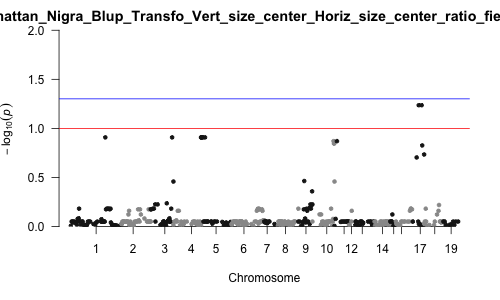 hattan_Nigra_Blup_Transfo_Vert_size_center_Horiz_size_center_ratio_fie
2.0
1.5
1.0
0.5
0.0
− log10(p)
1 2 3 4 5 6 7 8 9 10 12 14 17 19
Chromosome